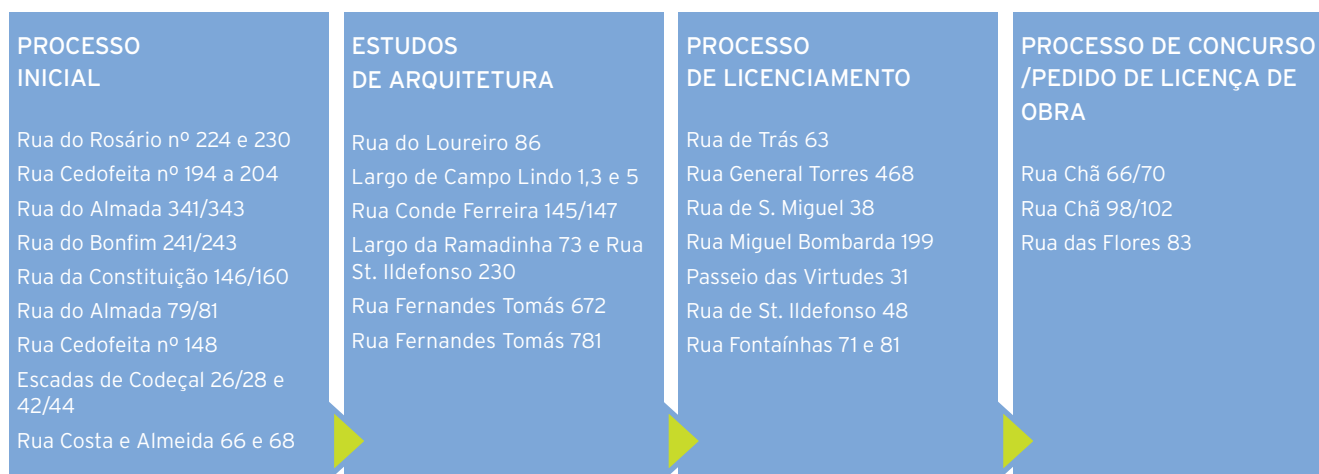 PROCESSO
INICIAL
Rua do Rosário nº 224 e 230
Rua Cedofeita nº 194 a 204
Rua do Almada 341/343
Rua do Bonfim 241/243
Rua da Constituição 146/160
Rua do Almada 79/81
Rua Cedofeita nº 148
Escadas de Codeçal 26/28 e
42/44
Rua Costa e Almeida 66 e 68
ESTUDOS
DE ARQUITETURA
Rua do Loureiro 86
Largo de Campo Lindo 1,3 e 5
Rua Conde Ferreira 145/147
Largo da Ramadinha 73 e Rua
St. Ildefonso 230
Rua Fernandes Tomás 672
Rua Fernandes Tomás 781
PROCESSO
DE LICENCIAMENTO
Rua de Trás 63
Rua General Torres 468
Rua de S. Miguel 38
Rua Miguel Bombarda 199
Passeio das Virtudes 31
Rua de St. Ildefonso 48
Rua Fontaínhas 71 e 81
PROCESSO DE CONCURSO
/PEDIDO DE LICENÇA DE
OBRA
Rua Chã 66/70
Rua Chã 98/102
Rua das Flores 83